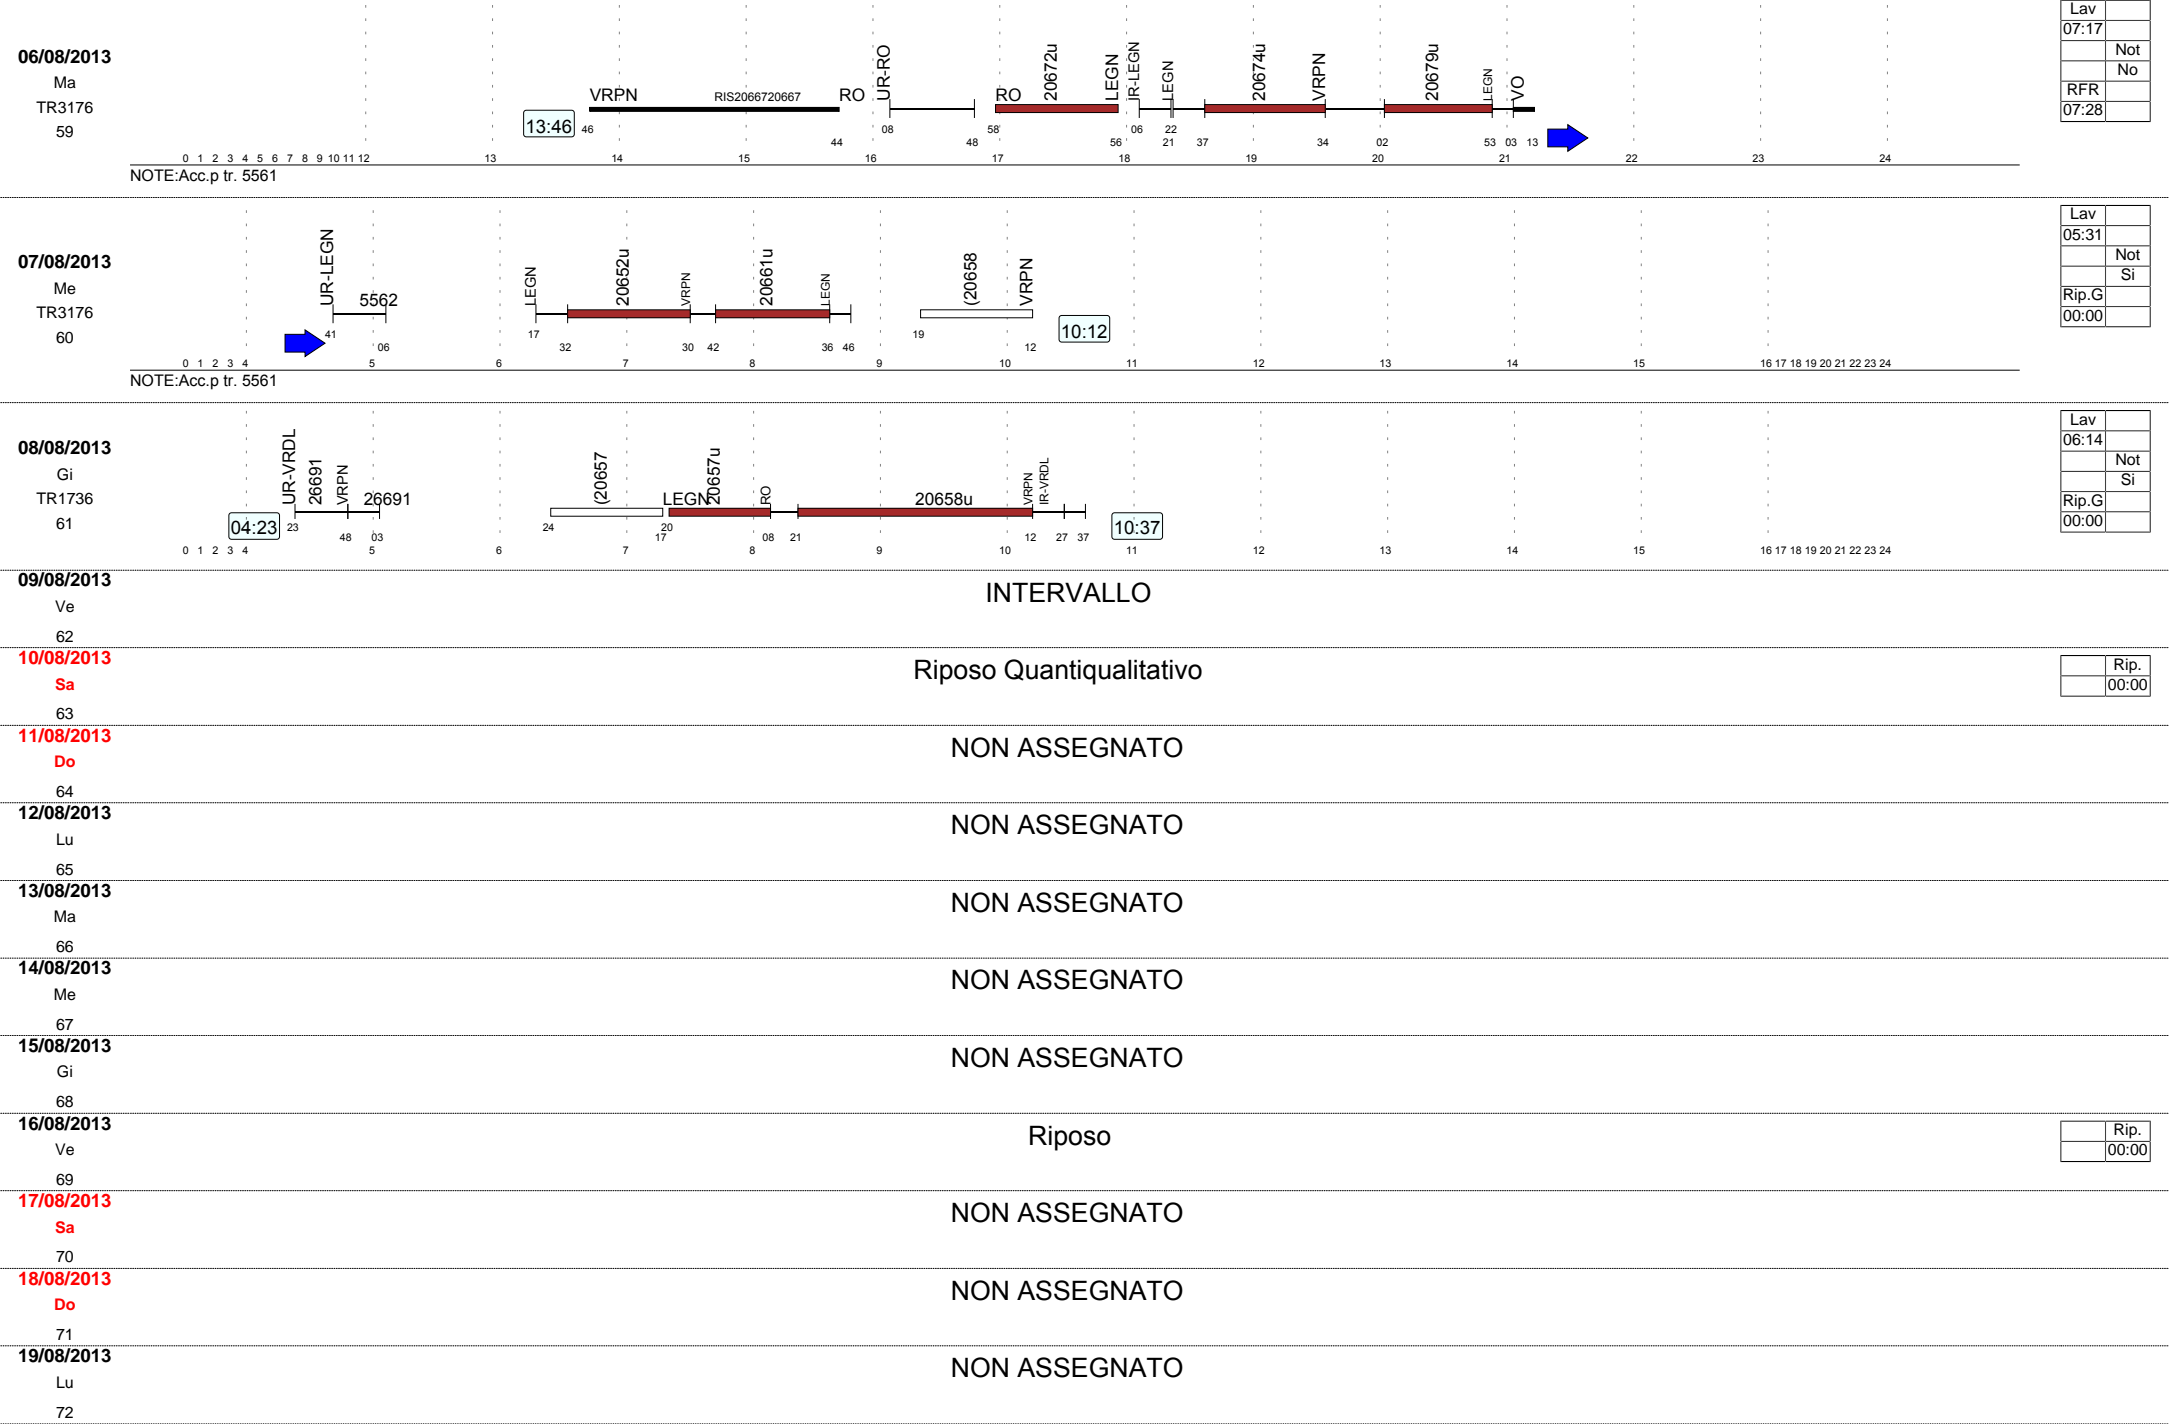 06/08/2013
Ma
TR3176
59
13:46
VRPN RIS2066720667 RO UR-RO RO 20672u LEGN IR-LEGN LEGN 20674u VRPN 20679u LEGN VO
46 44 08 48 58 56 06 22 21 37 34 02 53 03 13
0 1 2 3 4 5 6 7 8 9 10 11 12 13 14 15 16 17 18 19 20 21 22 23 24
NOTE:Acc.p tr. 5561
Lav
07:17
Not
No
RFR
07:28
07/08/2013
Me
TR3176
60
UR-LEGN 5562 LEGN 20652u VRPN 20661u LEGN (20658 VRPN
41 06 17 32 30 42 36 46 19 12
10:12
0 1 2 3 4 5 6 7 8 9 10 11 12 13 14 15 16 17 18 19 20 21 22 23 24
NOTE:Acc.p tr. 5561
Lav
05:31
Not
Si
Rip.G
00:00
08/08/2013
Gi
TR1736
61
04:23
UR-VRDL 26691 VRPN 26691 (20657 LEGN 20657u RO 20658u VRPN IR-VRDL
23 48 03 24 17 20 08 21 12 27 37
10:37
0 1 2 3 4 5 6 7 8 9 10 11 12 13 14 15 16 17 18 19 20 21 22 23 24
Lav
06:14
Not
Si
Rip.G
00:00
09/08/2013
Ve
62
INTERVALLO
10/08/2013
Sa
63
Riposo Quantiqualitativo
Rip.
00:00
11/08/2013
Do
64
NON ASSEGNATO
12/08/2013
Lu
65
NON ASSEGNATO
13/08/2013
Ma
66
NON ASSEGNATO
14/08/2013
Me
67
NON ASSEGNATO
15/08/2013
Gi
68
NON ASSEGNATO
16/08/2013
Ve
69
Riposo
Rip.
00:00
17/08/2013
Sa
70
NON ASSEGNATO
18/08/2013
Do
71
NON ASSEGNATO
19/08/2013
Lu
72
NON ASSEGNATO